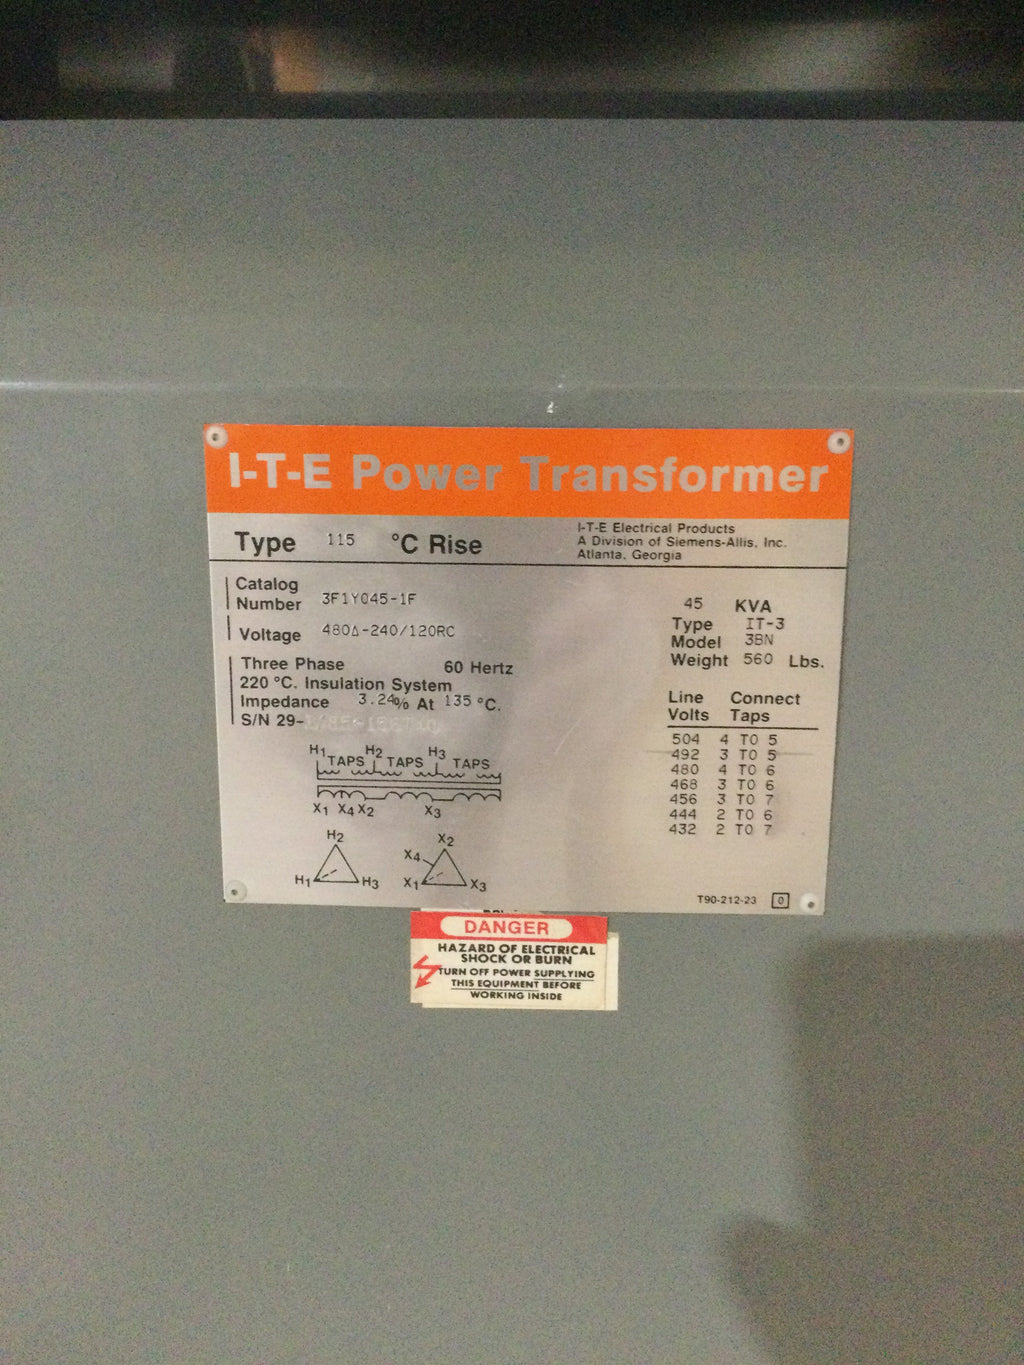 I-T-E Power Transformer
Type 115 °C Rise
I-T-E Electrical Products
A Division of Siemens-Allis, Inc.
Atlanta, Georgia
Catalog
Number 3F1Y045-1F
Voltage 480Δ-240/120RC
Three Phase 60 Hertz
220 °C. Insulation System
Impedance 3.24% At 135 °C.
S/N 29-
45 KVA
Type IT-3
Model 3BN
Weight 560 Lbs.
Line Connect
Volts Taps
504 4 TO 5
492 3 TO 5
480 4 TO 6
468 3 TO 6
456 3 TO 7
444 2 TO 6
432 2 TO 7
H1 H2 H3
TAPS TAPS TAPS
X1 X4 X2 X3
H2
H1 H3
X2
X4
X1 X3
T90-212-23 0
DANGER
HAZARD OF ELECTRICAL
SHOCK OR BURN
TURN OFF POWER SUPPLYING
THIS EQUIPMENT BEFORE
WORKING INSIDE